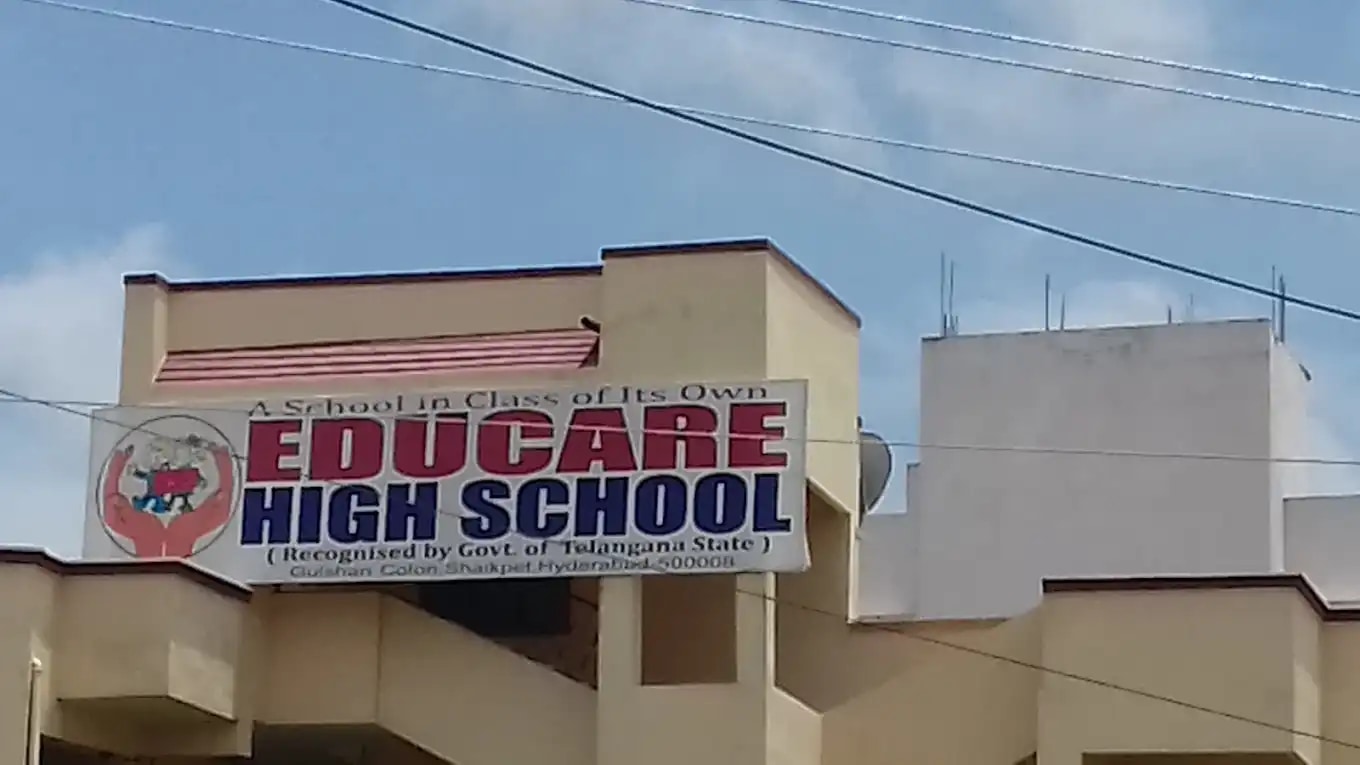 A School in Class of Its Own
EDUCARE
HIGH SCHOOL
( Recognised by Govt. of Telangana State )
Gulshan Colon Shaikpet Hyderabad 500008